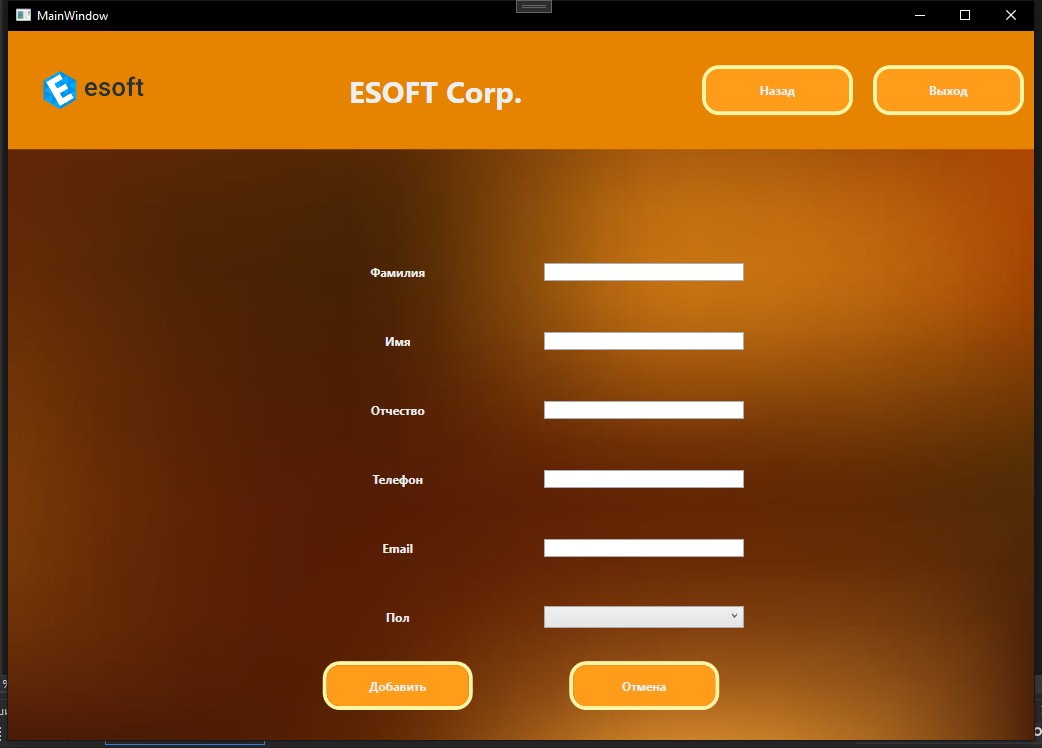 MainWindow
esoft
ESOFT Corp.
Назад
Выход
Фамилия
Имя
Отчество
Телефон
Email
Пол
Добавить
Отмена